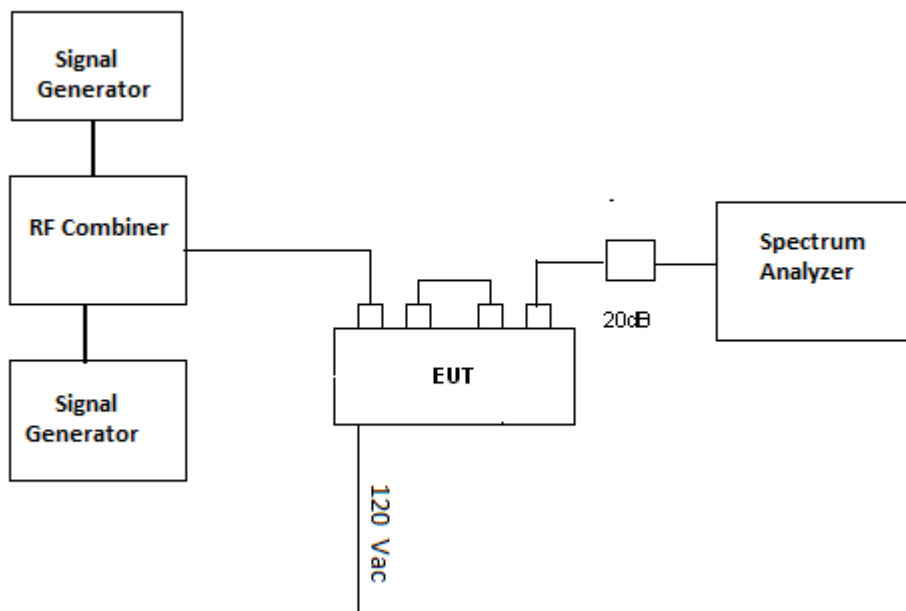 Signal
Generator
RF Combiner
Spectrum
Analyzer
20dB
EUT
Signal
Generator
120 Vac